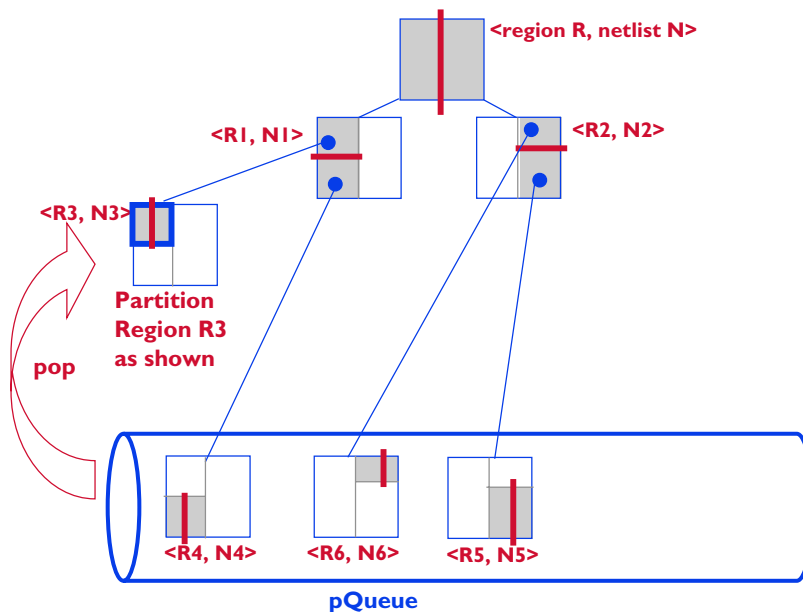 <region R, netlist N>
<R1, N1>
<R2, N2>
<R3, N3>
Partition
Region R3
as shown
pop
<R4, N4>
<R6, N6>
<R5, N5>
pQueue